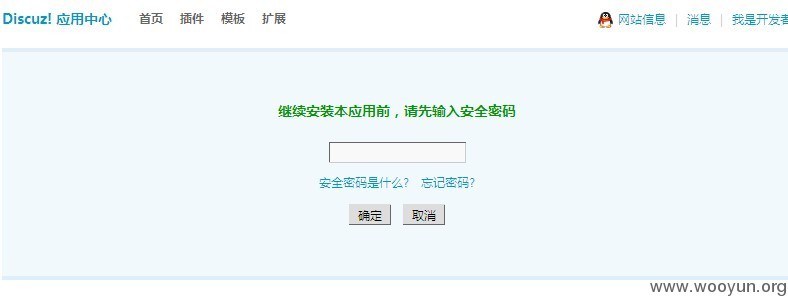 Discuz! 应用中心 首页 插件 模板 扩展 网站信息 | 消息 | 我是开发者
继续安装本应用前，请先输入安全密码
安全密码是什么? 忘记密码?
确定 取消
www.wooyun.org